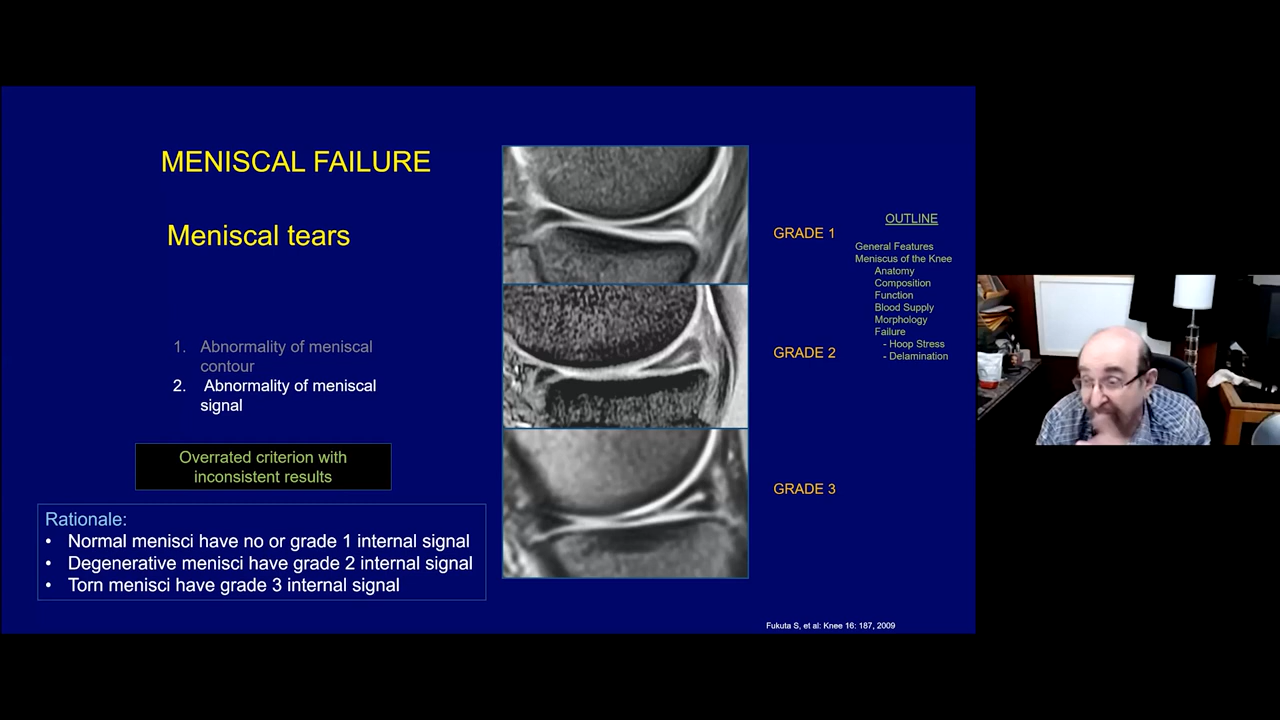 MENISCAL FAILURE
Meniscal tears
1. Abnormality of meniscal
contour
2. Abnormality of meniscal
signal
Overrated criterion with
inconsistent results
Rationale:
• Normal menisci have no or grade 1 internal signal
• Degenerative menisci have grade 2 internal signal
• Torn menisci have grade 3 internal signal
GRADE 1
GRADE 2
GRADE 3
OUTLINE
General Features
Meniscus of the Knee
Anatomy
Composition
Function
Blood Supply
Morphology
Failure
- Hoop Stress
- Delamination
Fukuta S, et al: Knee 16: 187, 2009